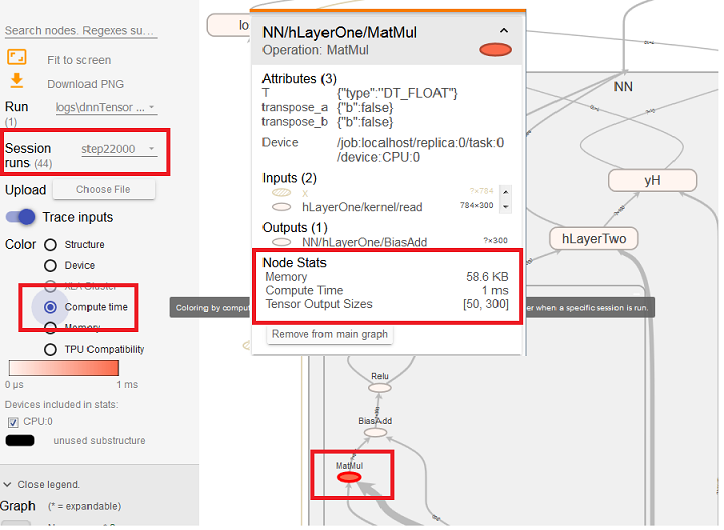 Search nodes. Regexes su…
Fit to screen
Download PNG
Run
(1)
logs\dnnTensor ...
Session
runs (44)
step22000
Upload
Choose File
Trace inputs
Color
Structure
Device
XLA Cluster
Compute time
Memory
TPU Compatibility
0 µs
1 ms
Devices included in stats:
CPU:0
unused substructure
Close legend.
Graph
(* = expandable)
lo
NN/hLayerOne/MatMul
Operation: MatMul
Attributes (3)
T
{"type":"DT_FLOAT"}
transpose_a
{"b":false}
transpose_b
{"b":false}
Device
/job:localhost/replica:0/task:0
/device:CPU:0
Inputs (2)
X
?×784
hLayerOne/kernel/read
784×300
Outputs (1)
NN/hLayerOne/BiasAdd
?×300
Node Stats
Memory
58.6 KB
Compute Time
1 ms
Tensor Output Sizes
[50, 300]
Coloring by comput
er when a specific session is run.
Remove from main graph
NN
yH
hLayerTwo
Relu
BiasAdd
MatMul